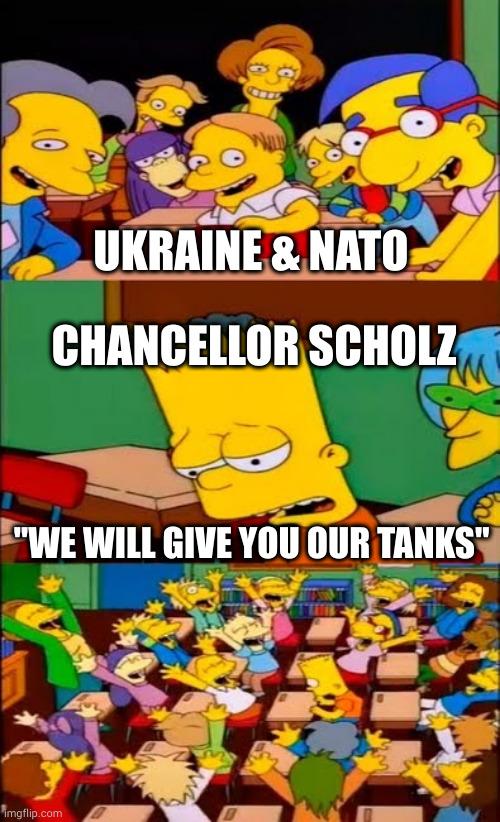 UKRAINE & NATO
CHANCELLOR SCHOLZ
"WE WILL GIVE YOU OUR TANKS"
imgflip.com